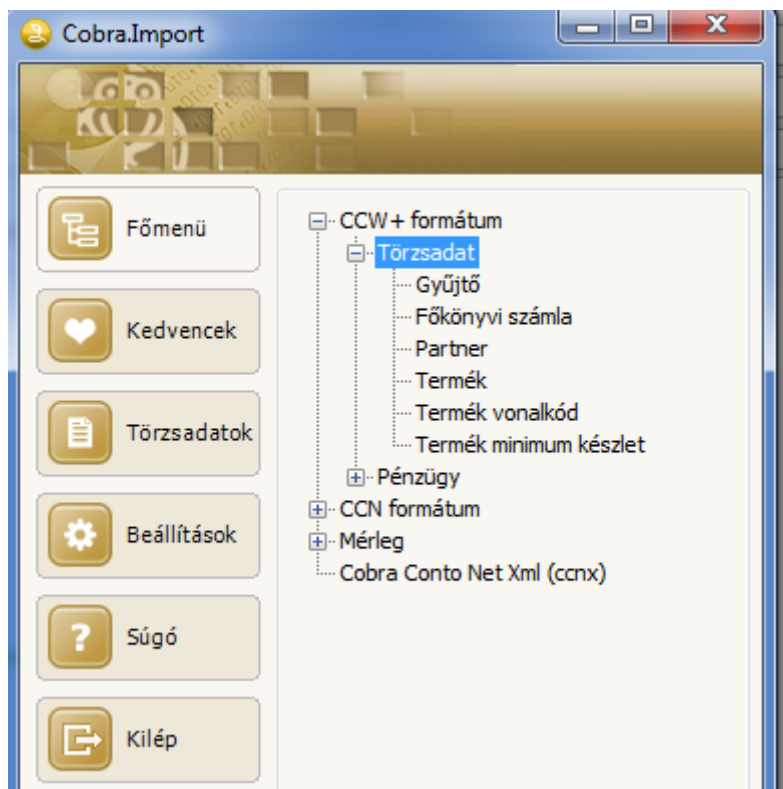 Cobra.Import
Főmenü
Kedvencek
Törzsadatok
Beállítások
Súgó
Kilép
CCW+ formátum
Törzsadat
Gyűjtő
Főkönyvi számla
Partner
Termék
Termék vonalkód
Termék minimum készlet
Pénzügy
CCN formátum
Mérleg
Cobra Conto Net Xml (ccnx)